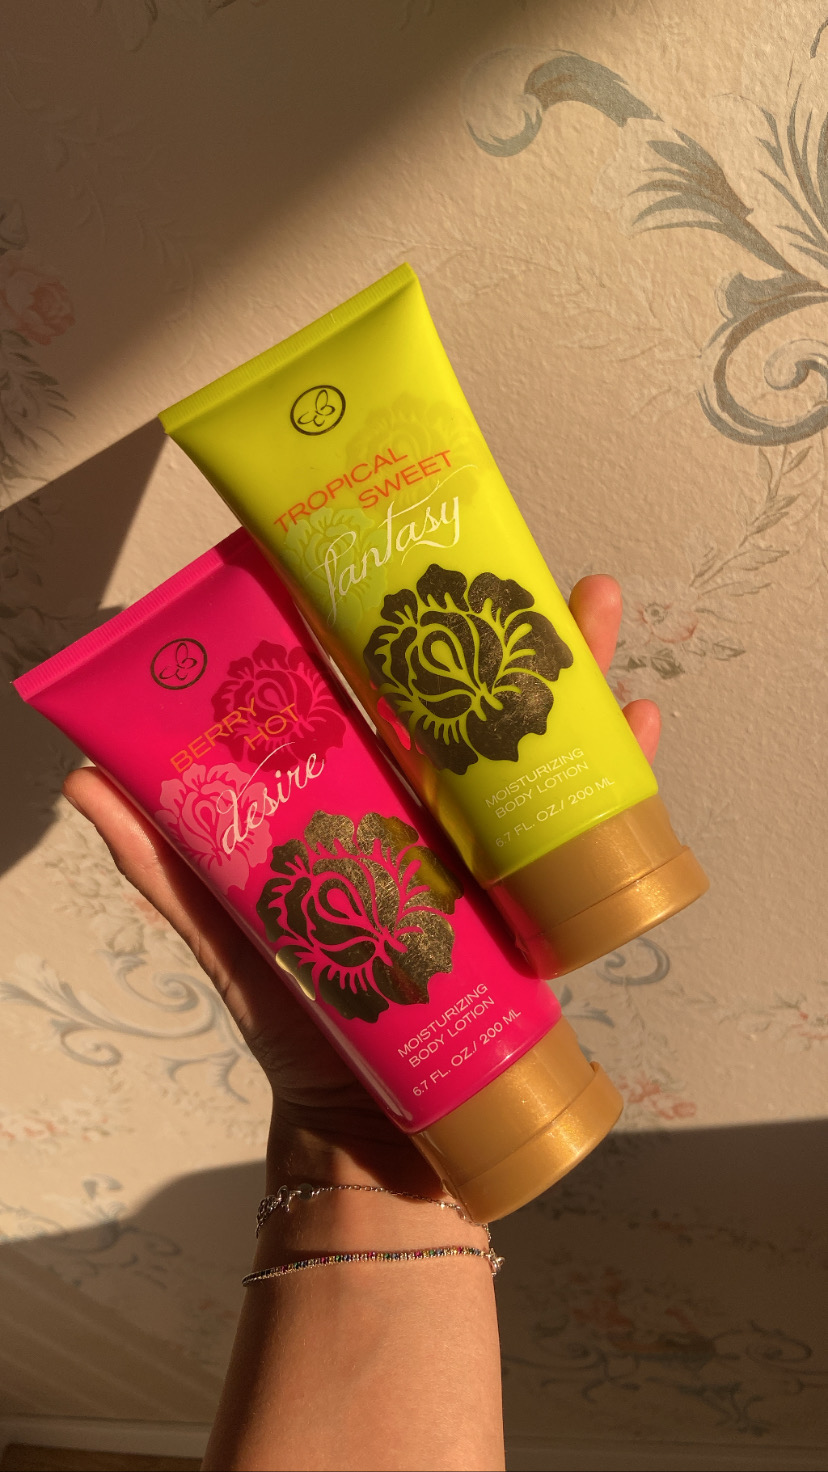 TROPICAL
SWEET
fantasy
MOISTURIZING
BODY LOTION
6.7 FL. OZ./ 200 ML
BERRY
HOT
desire
MOISTURIZING
BODY LOTION
6.7 FL. OZ./ 200 ML